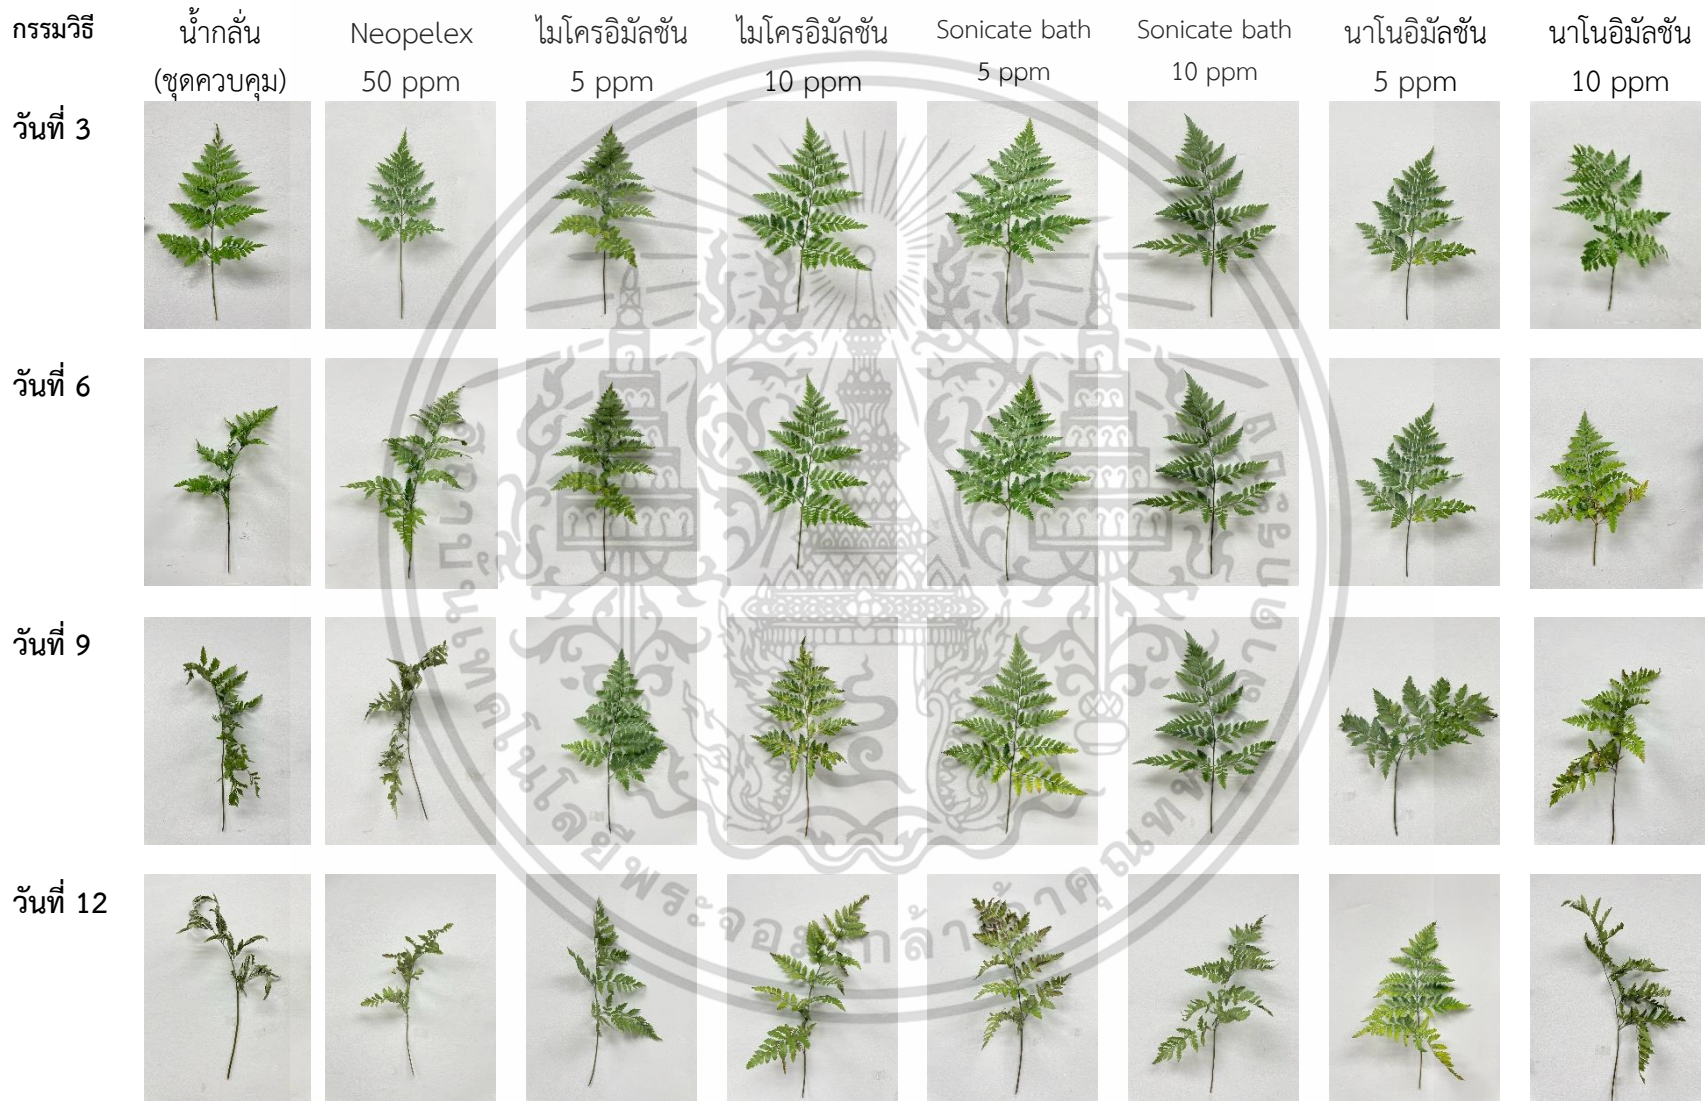 กรรมวิธี น้ำกลั่น Neopelex ไมโครอิมัลชัน ไมโครอิมัลชัน Sonicate bath Sonicate bath นาโนอิมัลชัน นาโนอิมัลชัน
(ชุดควบคุม) 50 ppm 5 ppm 10 ppm 5 ppm 10 ppm 5 ppm 10 ppm
วันที่ 3
วันที่ 6
วันที่ 9
วันที่ 12